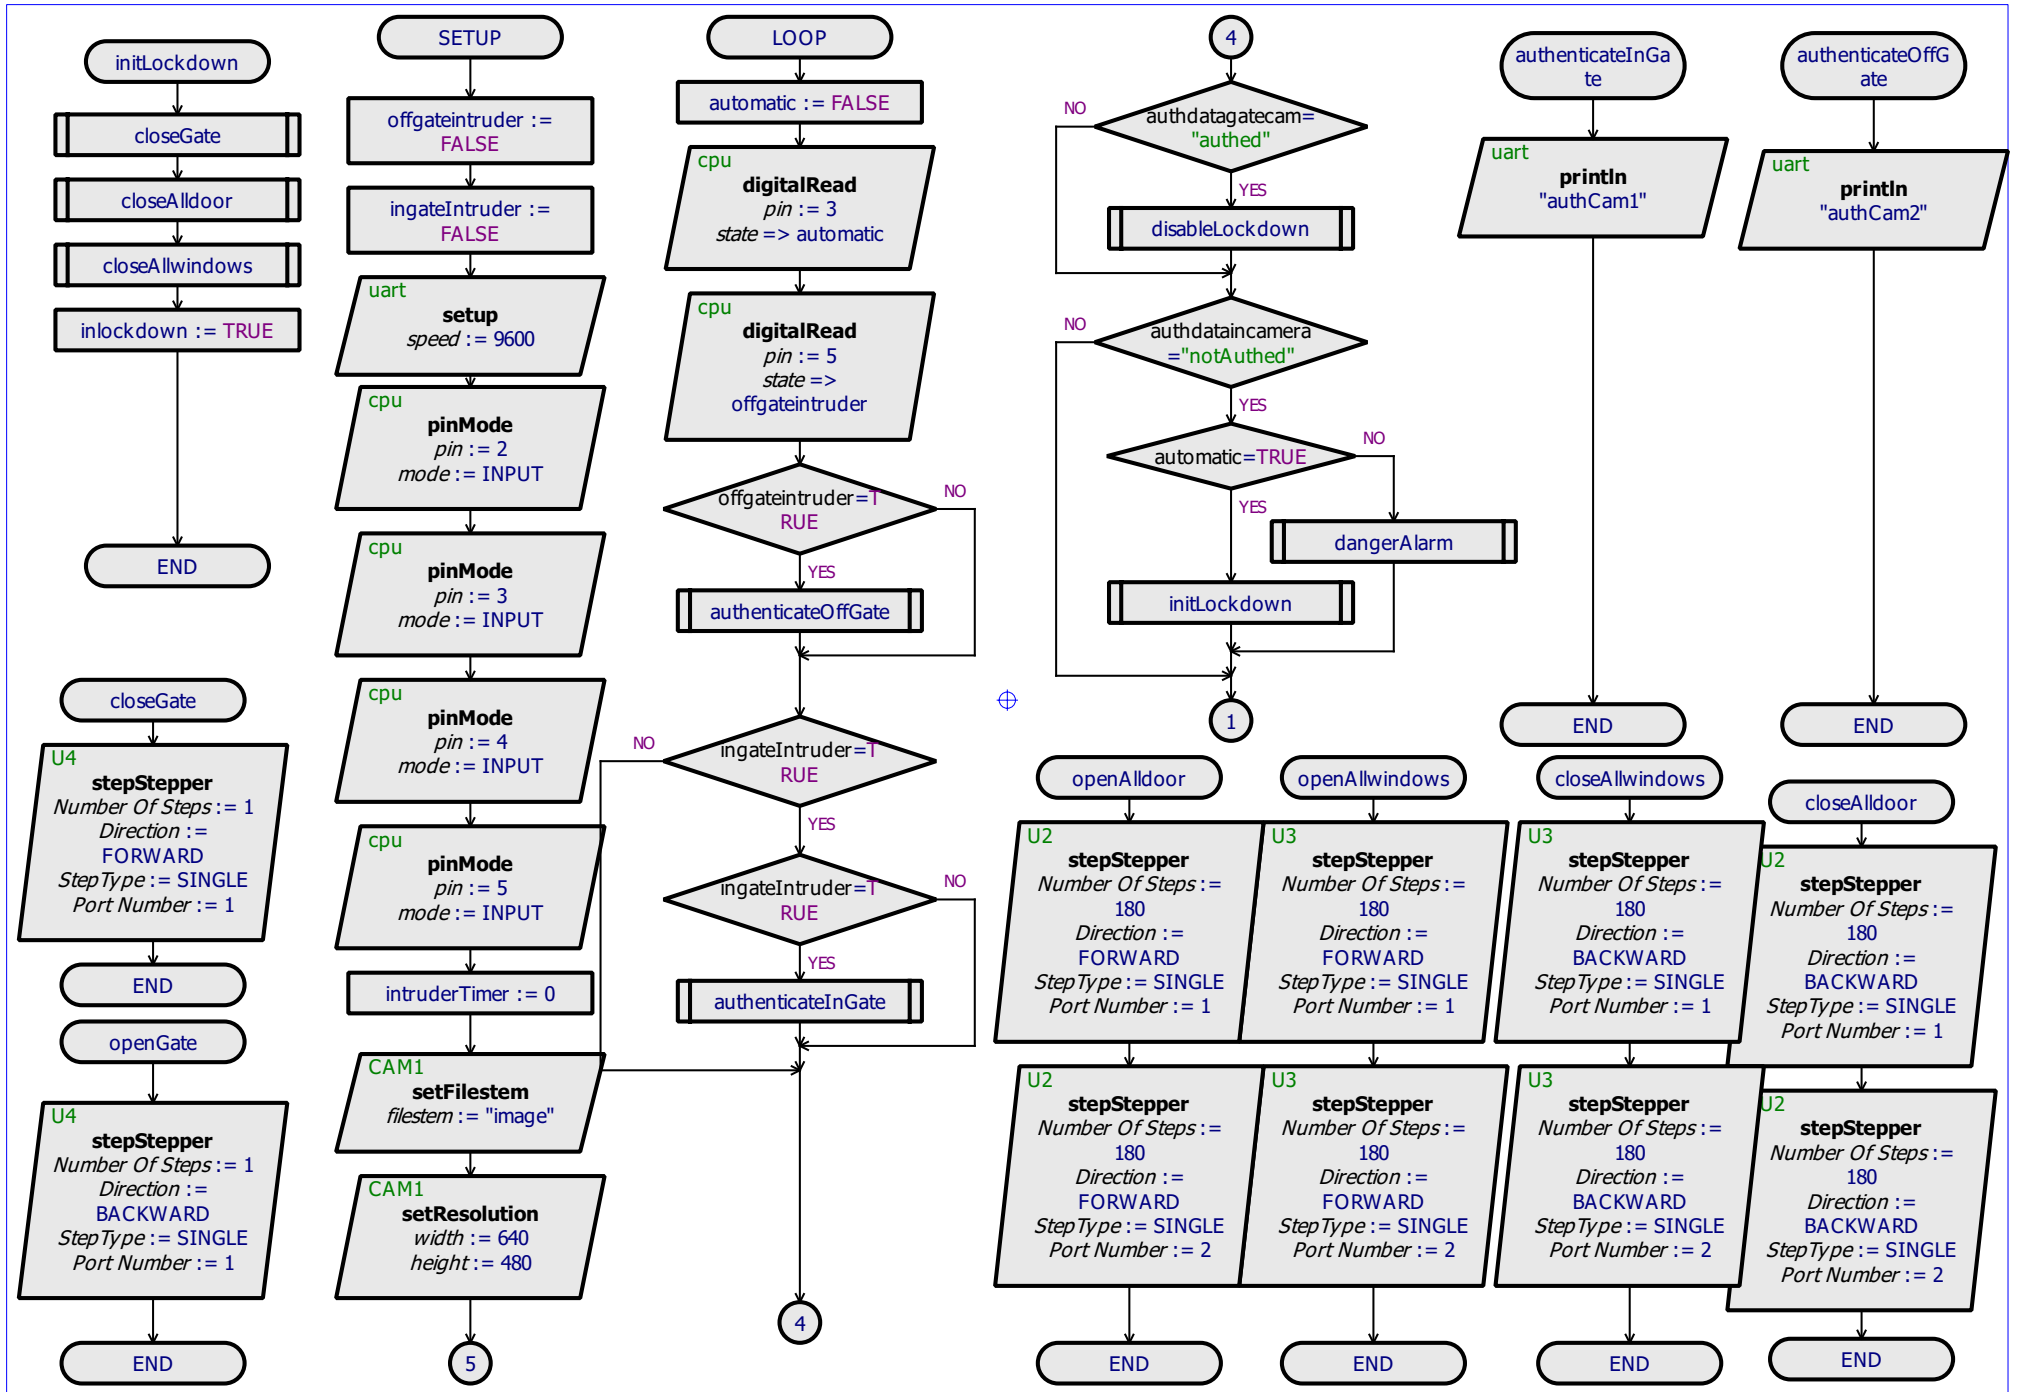 initLockdown
closeGate
closeAlldoor
closeAllwindows
inlockdown := TRUE
END
closeGate
U4
stepStepper
Number Of Steps := 1
Direction :=
FORWARD
StepType := SINGLE
Port Number := 1
END
openGate
U4
stepStepper
Number Of Steps := 1
Direction :=
BACKWARD
StepType := SINGLE
Port Number := 1
END
SETUP
offgateintruder :=
FALSE
ingateIntruder :=
FALSE
uart
setup
speed := 9600
cpu
pinMode
pin := 2
mode := INPUT
cpu
pinMode
pin := 3
mode := INPUT
cpu
pinMode
pin := 4
mode := INPUT
cpu
pinMode
pin := 5
mode := INPUT
intruderTimer := 0
CAM1
setFilestem
filestem := "image"
CAM1
setResolution
width := 640
height := 480
5
LOOP
automatic := FALSE
cpu
digitalRead
pin := 3
state => automatic
cpu
digitalRead
pin := 5
state =>
offgateintruder
offgateintruder=T
RUE
NO
YES
authenticateOffGate
ingateIntruder=T
RUE
NO
YES
ingateIntruder=T
RUE
NO
YES
authenticateInGate
4
4
authdatagatecam=
"authed"
NO
YES
disableLockdown
authdataincamera
="notAuthed"
NO
YES
automatic=TRUE
NO
YES
dangerAlarm
initLockdown
1
authenticateInGa
te
uart
println
"authCam1"
END
authenticateOffG
ate
uart
println
"authCam2"
END
openAlldoor
U2
stepStepper
Number Of Steps :=
180
Direction :=
FORWARD
StepType := SINGLE
Port Number := 1
U2
stepStepper
Number Of Steps :=
180
Direction :=
FORWARD
StepType := SINGLE
Port Number := 2
END
openAllwindows
U3
stepStepper
Number Of Steps :=
180
Direction :=
FORWARD
StepType := SINGLE
Port Number := 1
U3
stepStepper
Number Of Steps :=
180
Direction :=
FORWARD
StepType := SINGLE
Port Number := 2
END
closeAllwindows
U3
stepStepper
Number Of Steps :=
180
Direction :=
BACKWARD
StepType := SINGLE
Port Number := 1
U3
stepStepper
Number Of Steps :=
180
Direction :=
BACKWARD
StepType := SINGLE
Port Number := 2
END
closeAlldoor
U2
stepStepper
Number Of Steps :=
180
Direction :=
BACKWARD
StepType := SINGLE
Port Number := 1
U2
stepStepper
Number Of Steps :=
180
Direction :=
BACKWARD
StepType := SINGLE
Port Number := 2
END